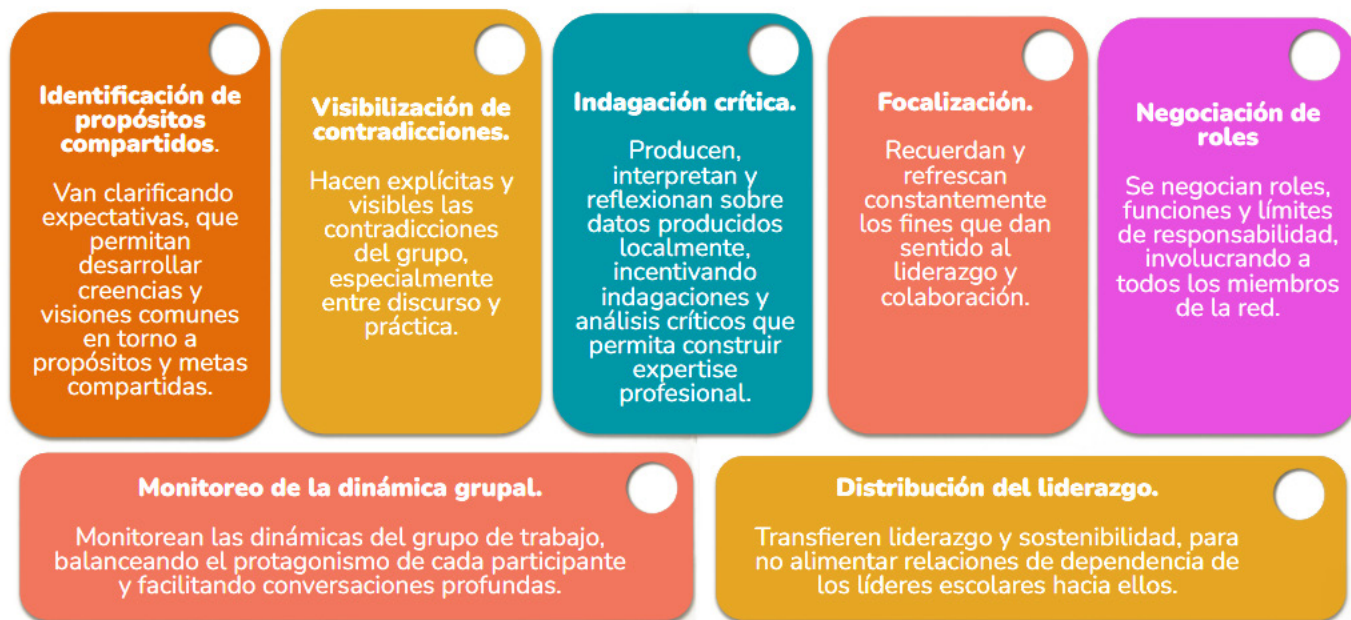 Identificación de
propósitos
compartidos.
Van clarificando
expectativas, que
permitan
desarrollar
creencias y
visiones comunes
en torno a
propósitos y metas
compartidas.
Visibilización de
contradicciones.
Hacen explícitas y
visibles las
contradicciones
del grupo,
especialmente
entre discurso y
práctica.
Indagación crítica.
Producen,
interpretan y
reflexionan sobre
datos producidos
localmente,
incentivando
indagaciones y
análisis críticos que
permita construir
expertise
profesional.
Focalización.
Recuerdan y
refrescan
constantemente
los fines que dan
sentido al
liderazgo y
colaboración.
Negociación de
roles
Se negocian roles,
funciones y límites
de responsabilidad,
involucrando a
todos los miembros
de la red.
Monitoreo de la dinámica grupal.
Monitorean las dinámicas del grupo de trabajo,
balanceando el protagonismo de cada participante
y facilitando conversaciones profundas.
Distribución del liderazgo.
Transfieren liderazgo y sostenibilidad, para
no alimentar relaciones de dependencia de
los líderes escolares hacia ellos.